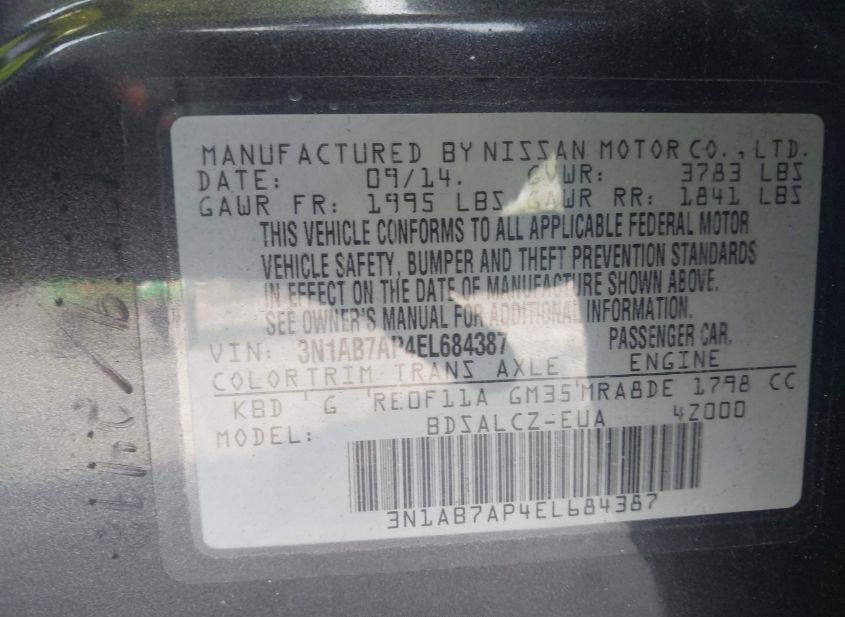 MANUFACTURED BY NISSAN MOTOR CO., LTD.
DATE: 09/14. GVWR: 3783 LBS
GAWR FR: 1995 LBS GAWR RR: 1841 LBS
THIS VEHICLE CONFORMS TO ALL APPLICABLE FEDERAL MOTOR
VEHICLE SAFETY, BUMPER AND THEFT PREVENTION STANDARDS
IN EFFECT ON THE DATE OF MANUFACTURE SHOWN ABOVE.
SEE OWNER'S MANUAL FOR ADDITIONAL INFORMATION.
VIN: 3N1AB7AP4EL684387 PASSENGER CAR.
COLOR TRIM TRANS AXLE ENGINE
KBD G RE0F11A GM35 MRA8DE 1798 CC
MODEL: BDSALCZ-EUA 4Z000
3N1AB7AP4EL684387